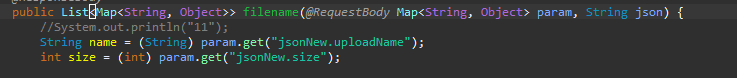 public List<Map<String, Object>> filename(@RequestBody Map<String, Object> param, String json) {
//System.out.println("11");
String name = (String) param.get("jsonNew.uploadName");
int size = (int) param.get("jsonNew.size");